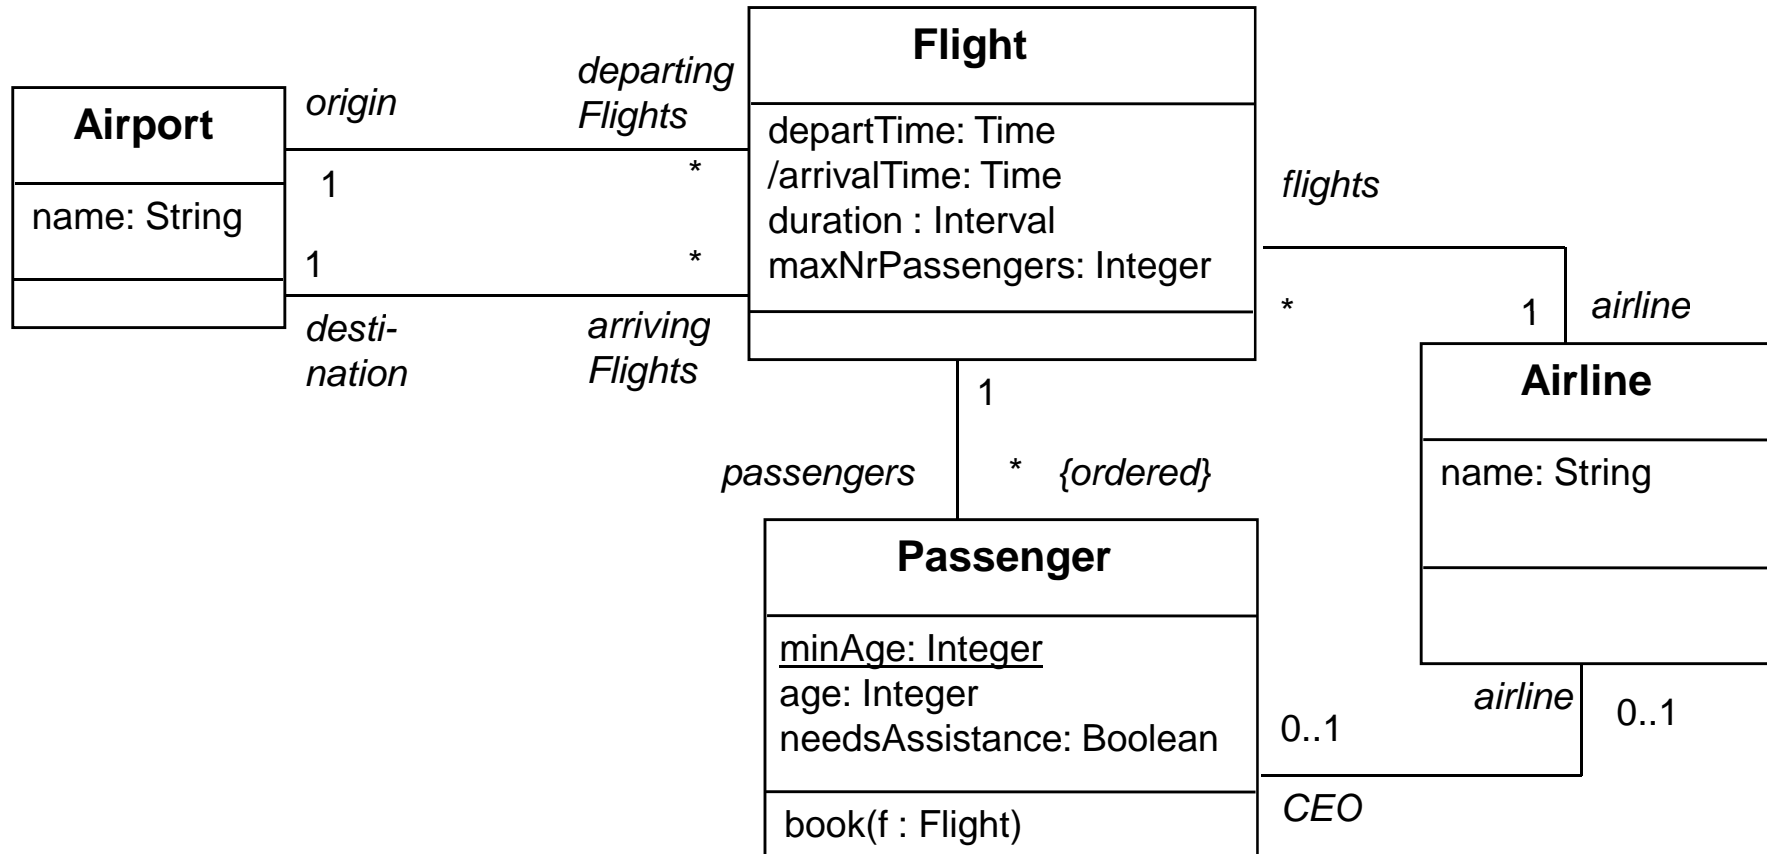 Airport
name: String
origin
1
departing
Flights
*
1
desti-
nation
*
arriving
Flights
Flight
departTime: Time
/arrivalTime: Time
duration : Interval
maxNrPassengers: Integer
flights
*
1
airline
Airline
name: String
1
passengers
* {ordered}
Passenger
minAge: Integer
age: Integer
needsAssistance: Boolean
book(f : Flight)
0..1
CEO
airline
0..1